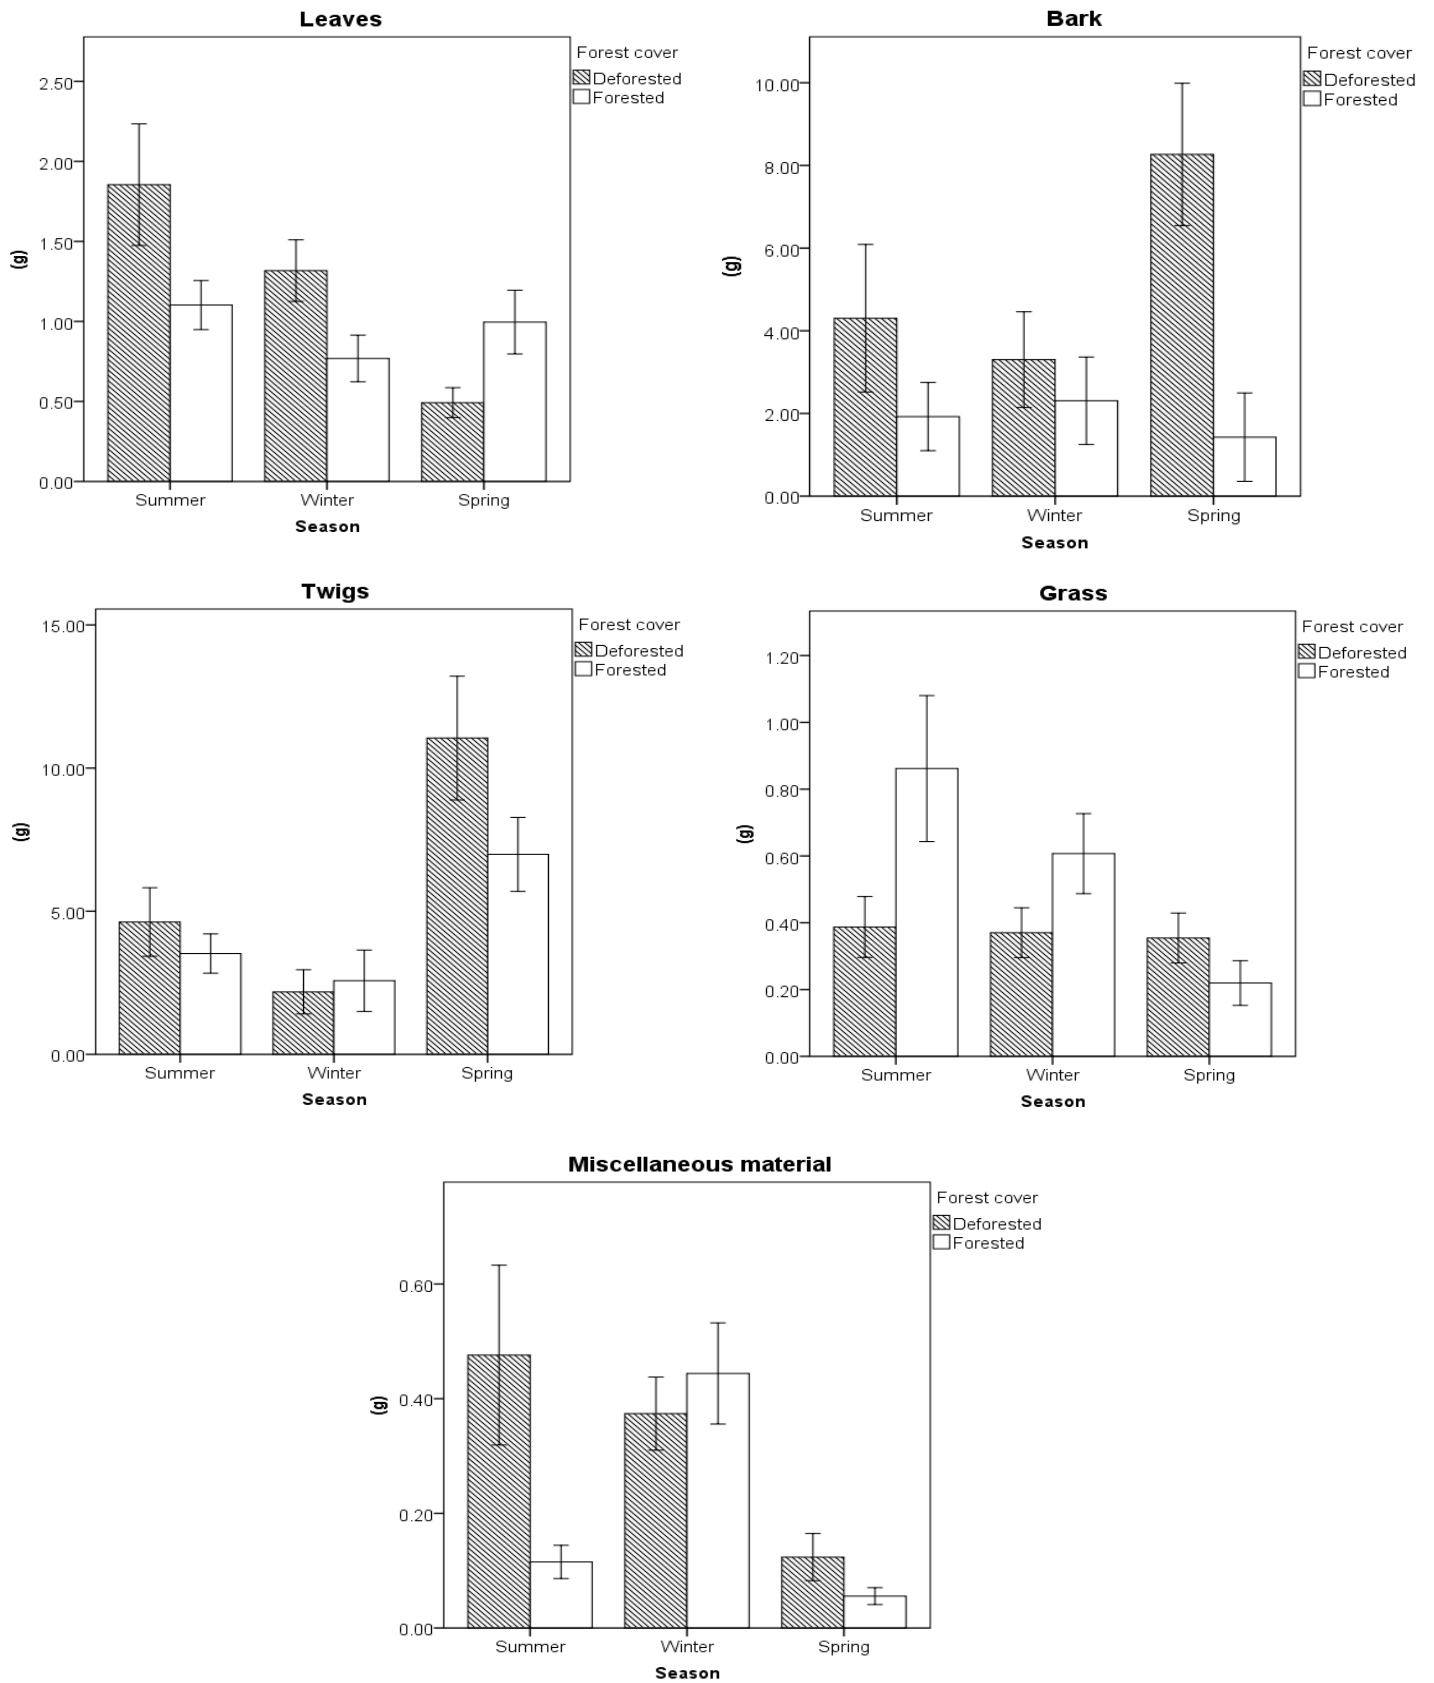 Leaves
Forest cover
Deforested
Forested
2.50
2.00
1.50
1.00
0.50
0.00
(g)
Summer
Winter
Spring
Season
Bark
Forest cover
Deforested
Forested
10.00
8.00
6.00
4.00
2.00
0.00
(g)
Summer
Winter
Spring
Season
Twigs
Forest cover
Deforested
Forested
15.00
10.00
5.00
0.00
(g)
Summer
Winter
Spring
Season
Grass
Forest cover
Deforested
Forested
1.20
1.00
0.80
0.60
0.40
0.20
0.00
(g)
Summer
Winter
Spring
Season
Miscellaneous material
Forest cover
Deforested
Forested
0.60
0.40
0.20
0.00
(g)
Summer
Winter
Spring
Season